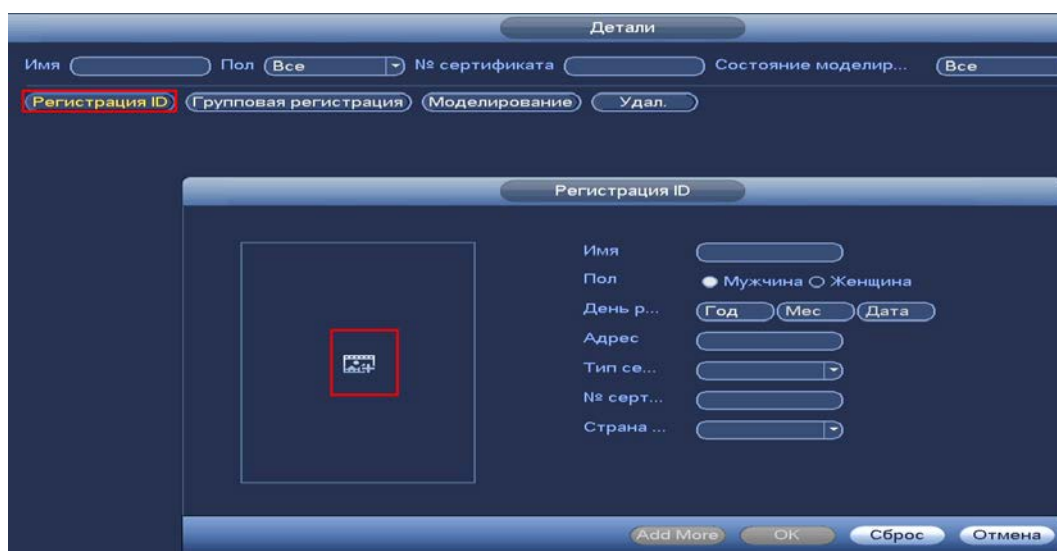 Детали
Имя Пол Все № сертификата Состояние моделир... Все
Регистрация ID Групповая регистрация Моделирование Удал.
Регистрация ID
Имя
Пол Мужчина Женщина
День р... Год Мес Дата
Адрес
Тип се...
№ серт...
Страна ...
Add More OK Сброс Отмена